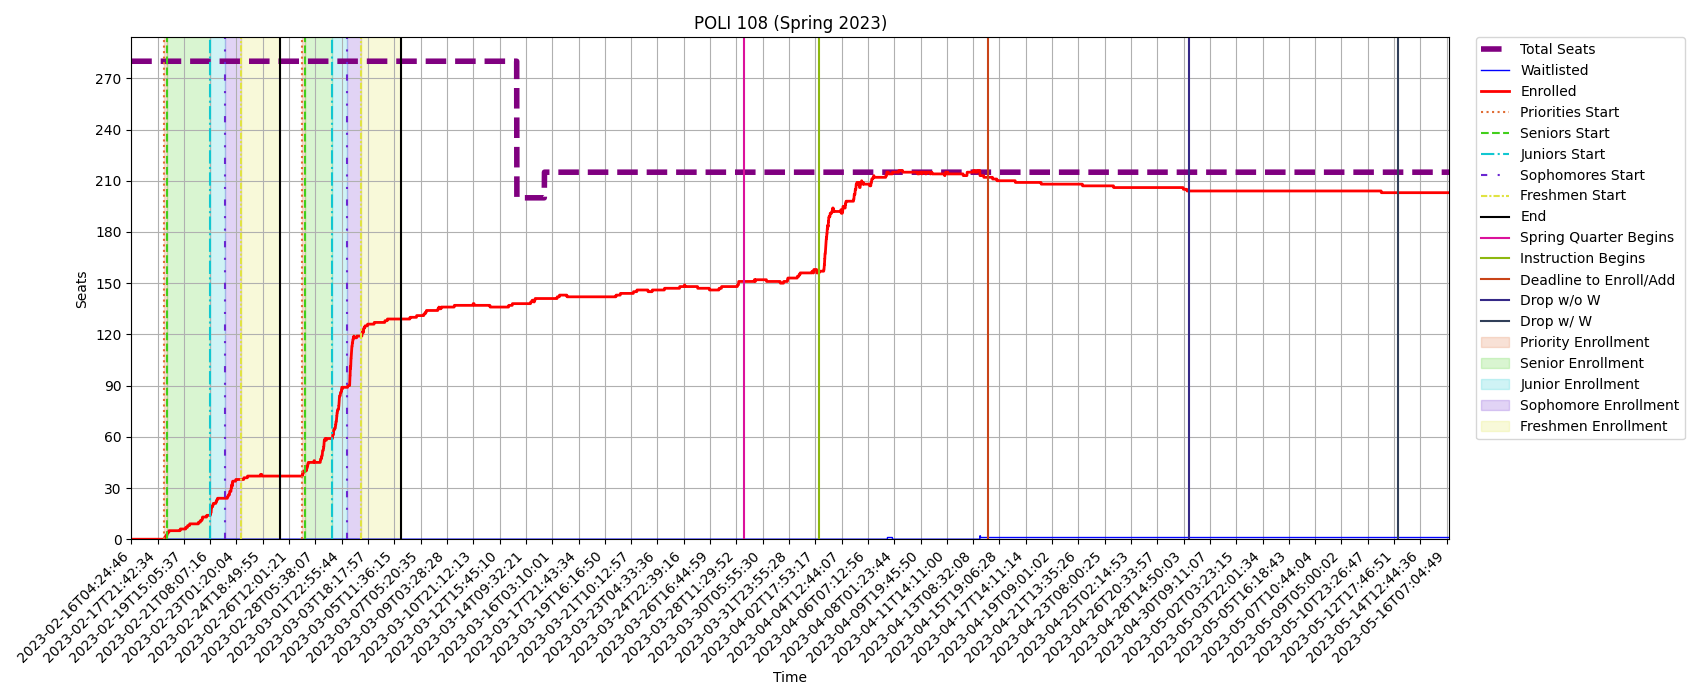 POLI 108 (Spring 2023)
Seats
270
240
210
180
150
120
90
60
30
0
2023-02-16T04:24:46
2023-02-17T21:42:34
2023-02-19T15:05:37
2023-02-21T08:07:16
2023-02-23T01:20:04
2023-02-24T18:49:55
2023-02-26T12:01:21
2023-02-28T05:38:07
2023-03-01T22:55:44
2023-03-03T18:17:57
2023-03-05T11:36:15
2023-03-07T05:20:35
2023-03-09T03:28:28
2023-03-10T21:12:13
2023-03-12T15:45:10
2023-03-14T09:32:21
2023-03-16T03:10:01
2023-03-17T21:43:34
2023-03-19T16:16:50
2023-03-21T10:12:57
2023-03-23T04:33:36
2023-03-24T22:39:16
2023-03-26T16:44:59
2023-03-28T11:29:52
2023-03-30T05:55:30
2023-03-31T23:55:28
2023-04-02T17:53:17
2023-04-04T12:44:07
2023-04-06T07:12:56
2023-04-08T01:23:44
2023-04-09T19:45:50
2023-04-11T14:11:00
2023-04-13T08:32:08
2023-04-15T19:06:28
2023-04-17T14:11:14
2023-04-19T09:01:02
2023-04-21T13:35:26
2023-04-23T08:00:25
2023-04-25T02:14:53
2023-04-26T20:33:57
2023-04-28T14:50:03
2023-04-30T09:11:07
2023-05-02T03:23:15
2023-05-03T22:01:34
2023-05-05T16:18:43
2023-05-07T10:44:04
2023-05-09T05:00:02
2023-05-10T23:26:47
2023-05-12T17:46:51
2023-05-14T12:44:36
2023-05-16T07:04:49
Time
Total Seats
Waitlisted
Enrolled
Priorities Start
Seniors Start
Juniors Start
Sophomores Start
Freshmen Start
End
Spring Quarter Begins
Instruction Begins
Deadline to Enroll/Add
Drop w/o W
Drop w/ W
Priority Enrollment
Senior Enrollment
Junior Enrollment
Sophomore Enrollment
Freshmen Enrollment